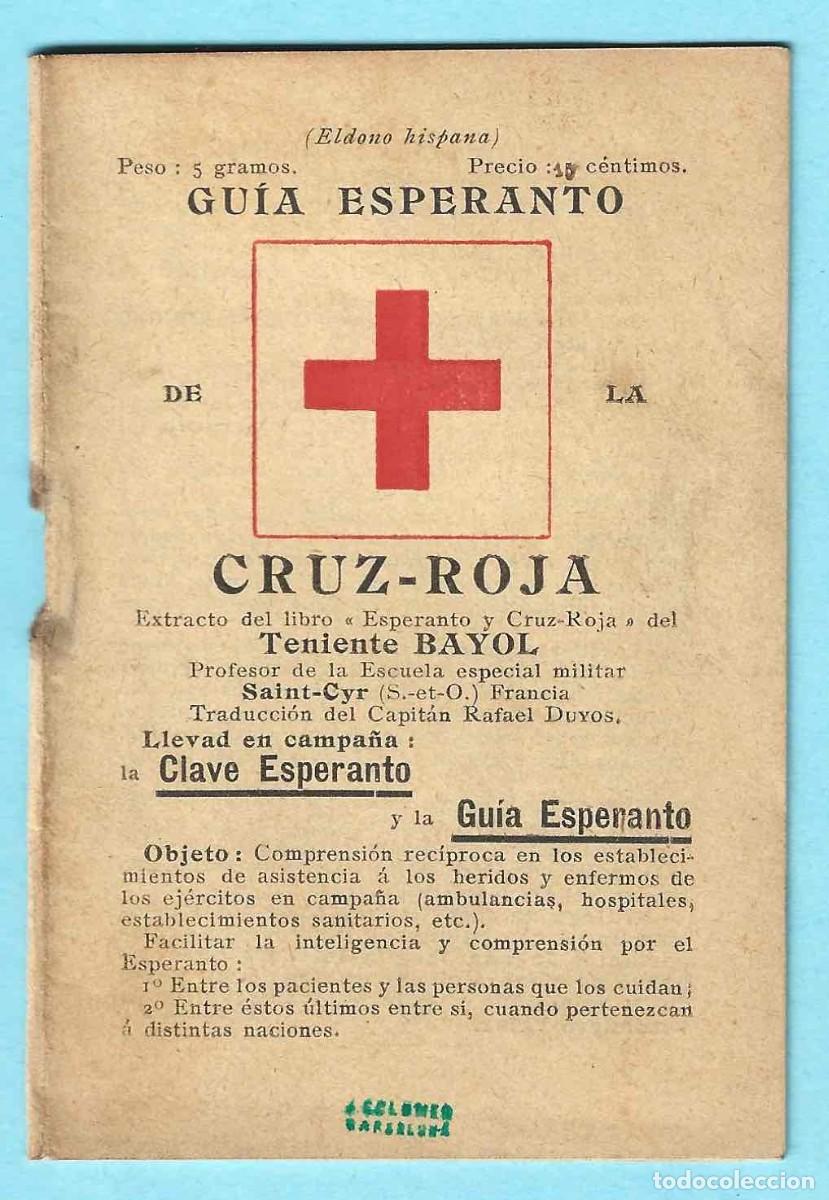 (Eldono hispana)
Peso : 5 gramos. Precio : 15 céntimos.
GUÍA ESPERANTO
DE LA
CRUZ-ROJA
Extracto del libro « Esperanto y Cruz-Roja » del
Teniente BAYOL
Profesor de la Escuela especial militar
Saint-Cyr (S.-et-O.) Francia
Traducción del Capitán Rafael Duyos.
Llevad en campaña :
la Clave Esperanto
y la Guía Esperanto
Objeto : Comprensión recíproca en los estableci-
mientos de asistencia á los heridos y enfermos de
los ejércitos en campaña (ambulancias, hospitales,
establecimientos sanitarios, etc.).
Facilitar la inteligencia y comprensión por el
Esperanto :
1º Entre los pacientes y las personas que los cuidan ;
2º Entre éstos últimos entre sí, cuando pertenezcan
á distintas naciones.
COLOMER
BARCELONA
todocoleccion